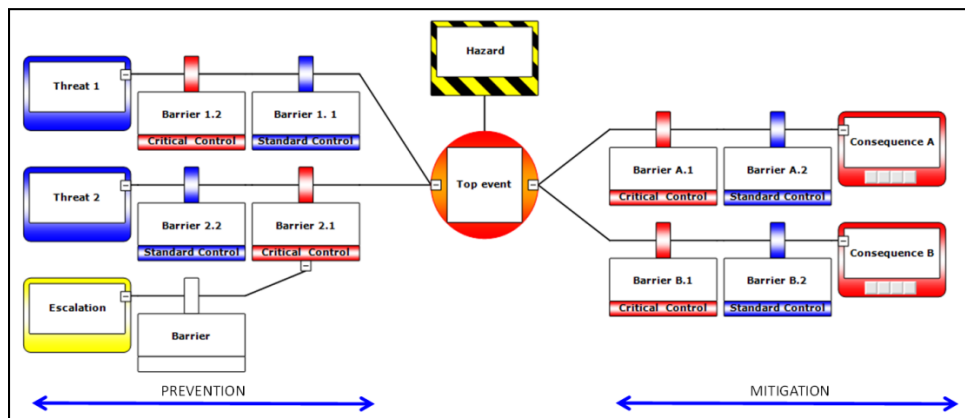 Hazard
Threat 1
Barrier 1.2
Critical Control
Barrier 1. 1
Standard Control
Threat 2
Barrier 2.2
Standard Control
Barrier 2.1
Critical Control
Escalation
Barrier
Top event
Barrier A.1
Critical Control
Barrier A.2
Standard Control
Consequence A
Barrier B.1
Critical Control
Barrier B.2
Standard Control
Consequence B
PREVENTION
MITIGATION